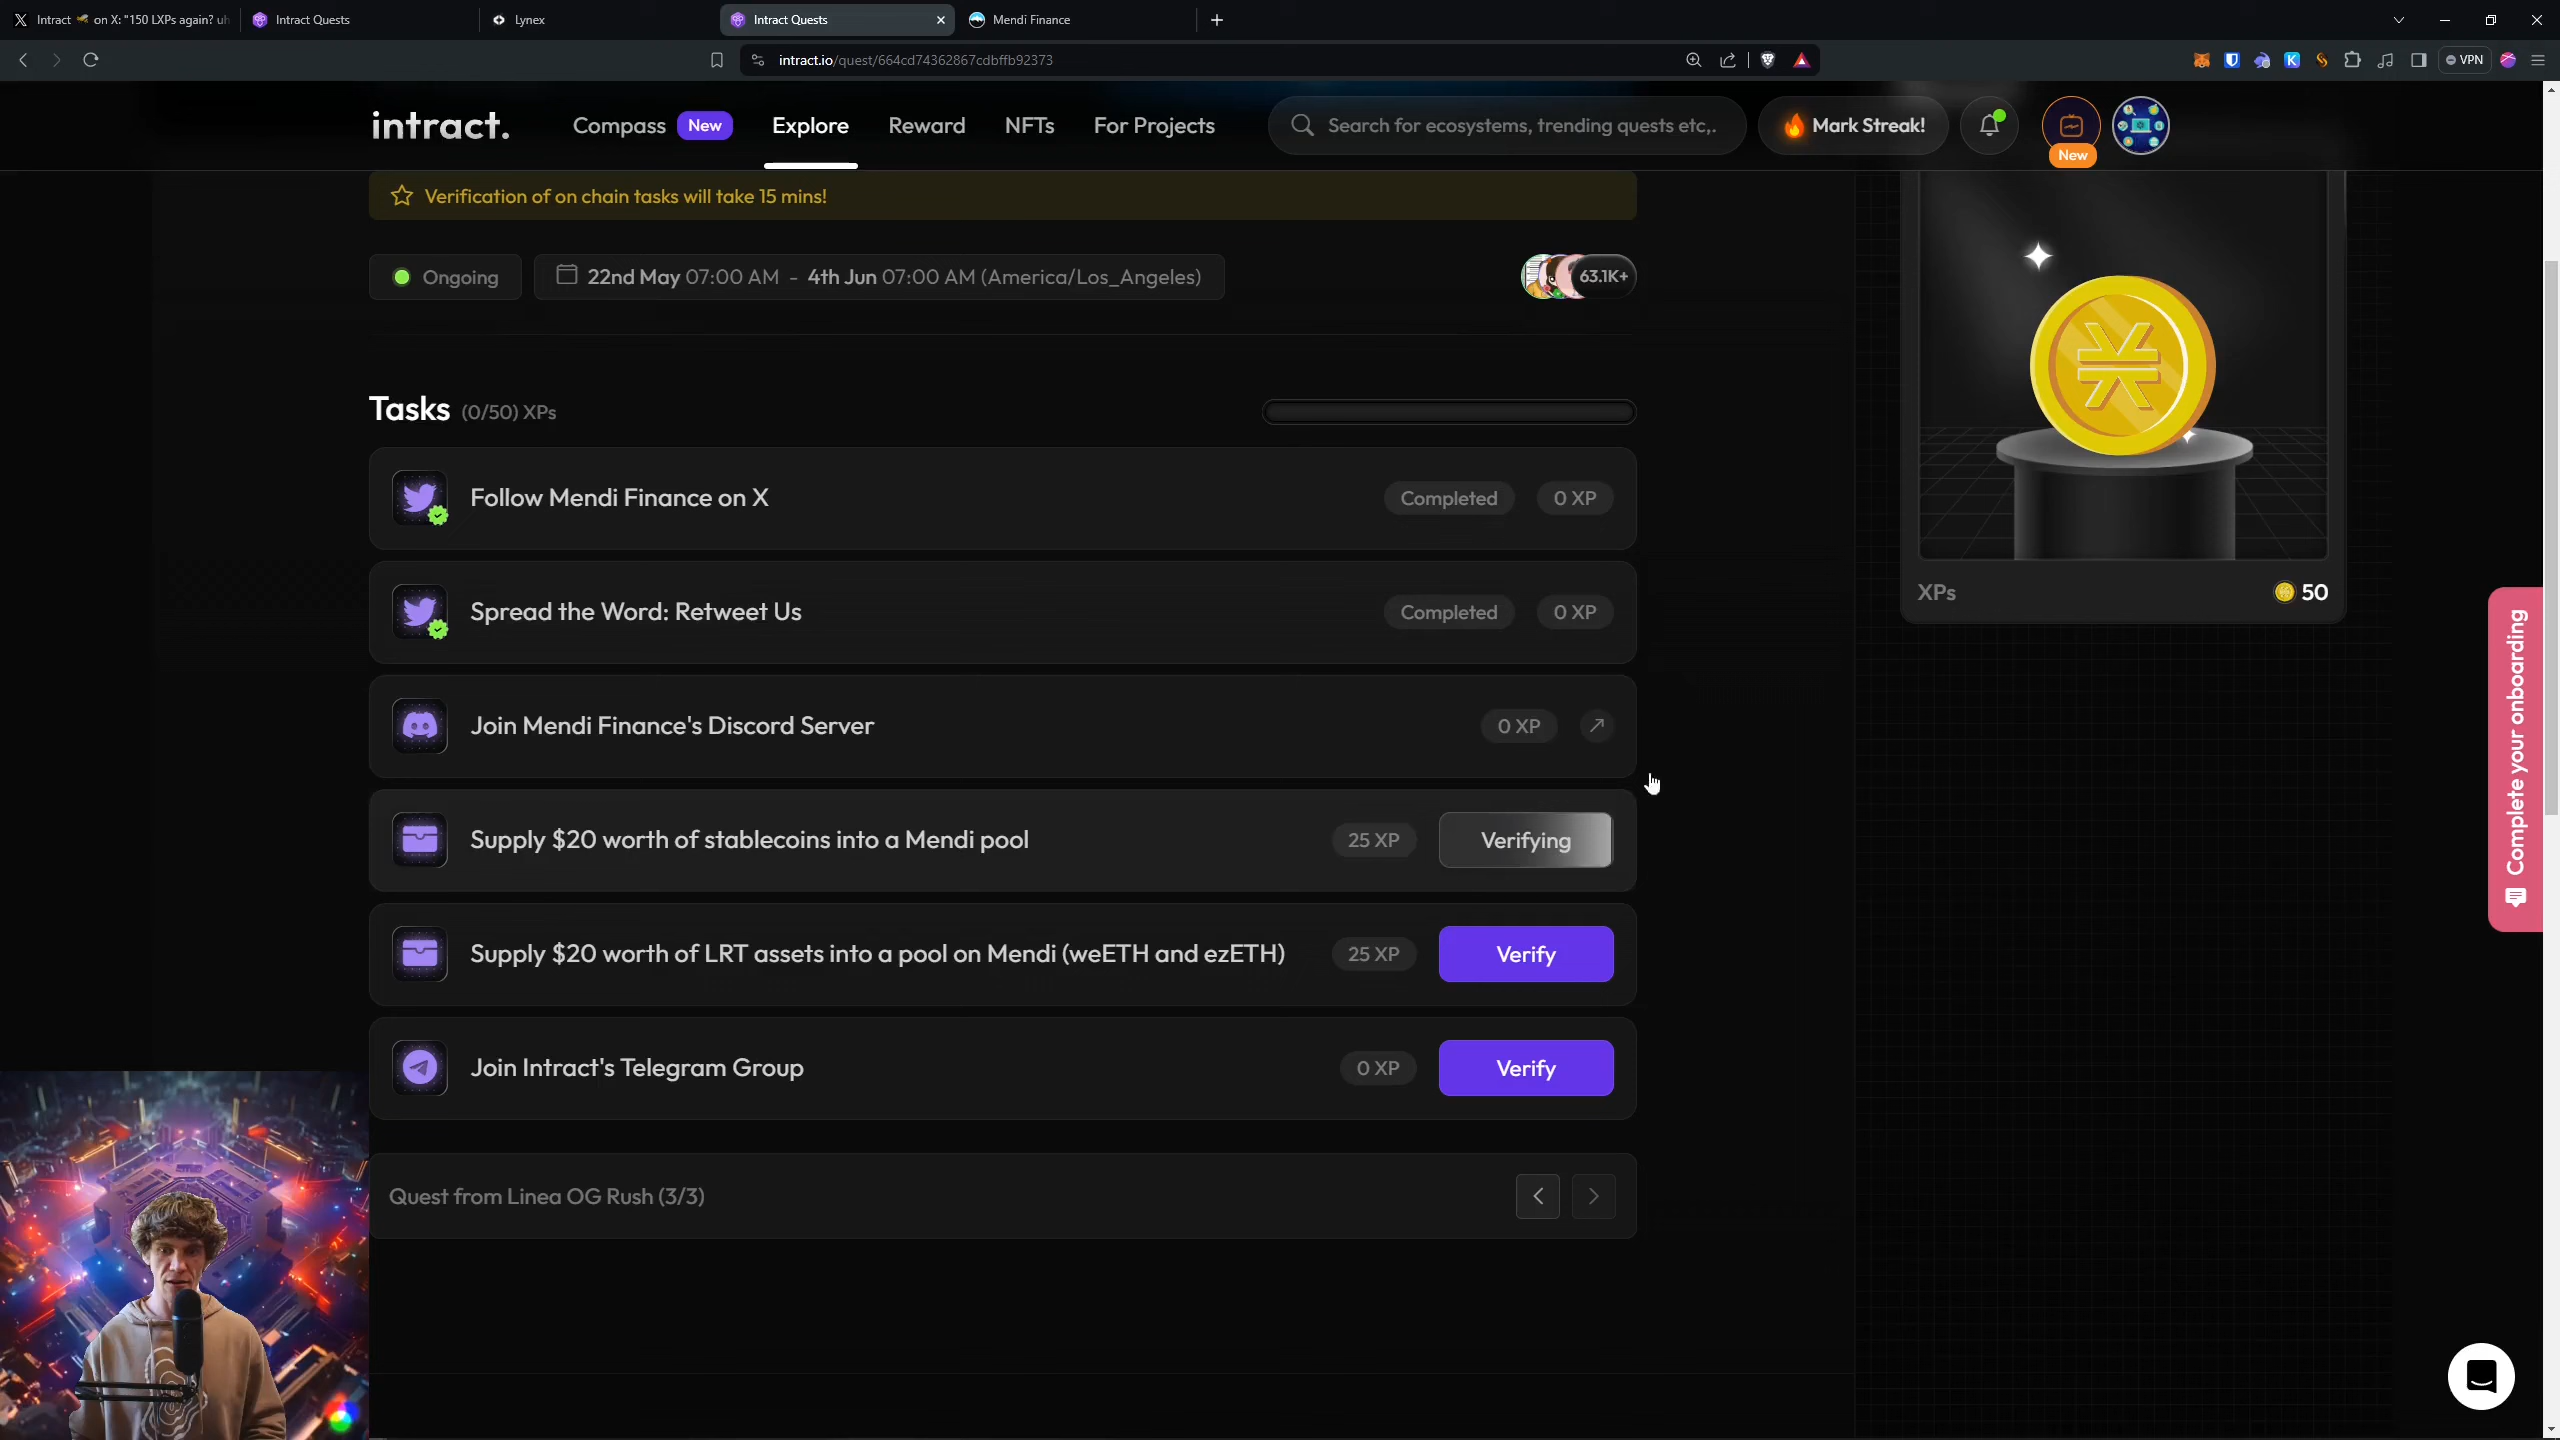 Intract on X: "150 LXPs again? uh
Intract Quests
Lynex
Intract Quests
Mendi Finance
intract.io/quest/664cd74362867cdbffb92373
VPN
intract.
Compass
New
Explore
Reward
NFTs
For Projects
Search for ecosystems, trending quests etc,.
Mark Streak!
New
Verification of on chain tasks will take 15 mins!
Ongoing
22nd May 07:00 AM - 4th Jun 07:00 AM (America/Los_Angeles)
63.1K+
Tasks (0/50) XPs
Follow Mendi Finance on X
Completed
0 XP
Spread the Word: Retweet Us
Completed
0 XP
Join Mendi Finance's Discord Server
0 XP
Supply $20 worth of stablecoins into a Mendi pool
25 XP
Verifying
Supply $20 worth of LRT assets into a pool on Mendi (weETH and ezETH)
25 XP
Verify
Join Intract's Telegram Group
0 XP
Verify
Quest from Linea OG Rush (3/3)
XPs
50
Complete your onboarding